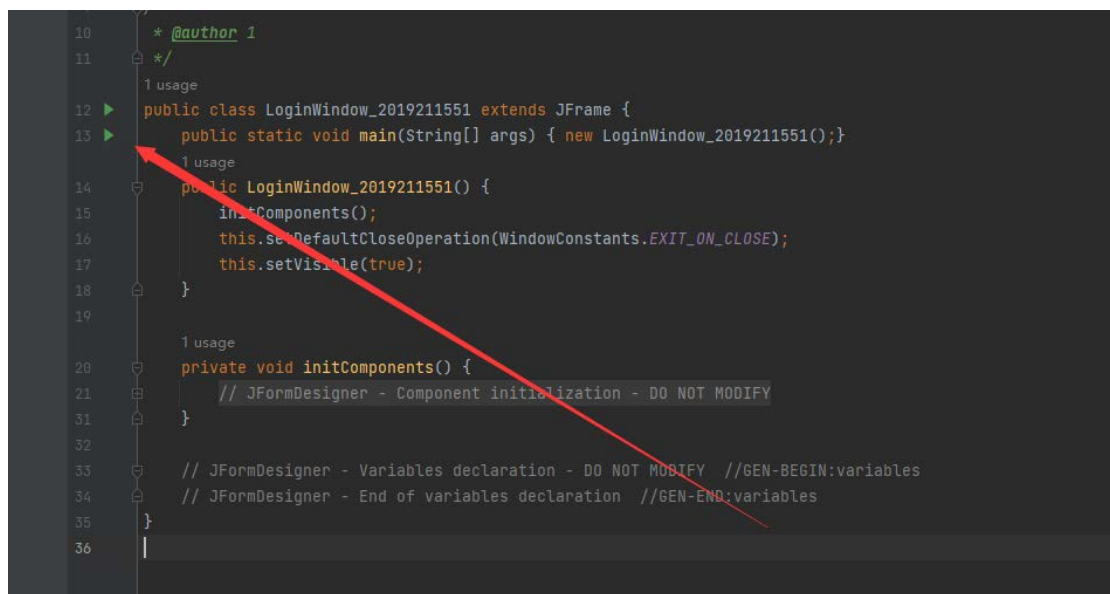 10 * @author 1
11 */
1 usage
12 public class LoginWindow_2019211551 extends JFrame {
13 public static void main(String[] args) { new LoginWindow_2019211551();}
1 usage
14 public LoginWindow_2019211551() {
15 initComponents();
16 this.setDefaultCloseOperation(WindowConstants.EXIT_ON_CLOSE);
17 this.setVisible(true);
18 }
19
1 usage
20 private void initComponents() {
21 // JFormDesigner - Component initialization - DO NOT MODIFY
31 }
32
33 // JFormDesigner - Variables declaration - DO NOT MODIFY //GEN-BEGIN:variables
34 // JFormDesigner - End of variables declaration //GEN-END:variables
35 }
36